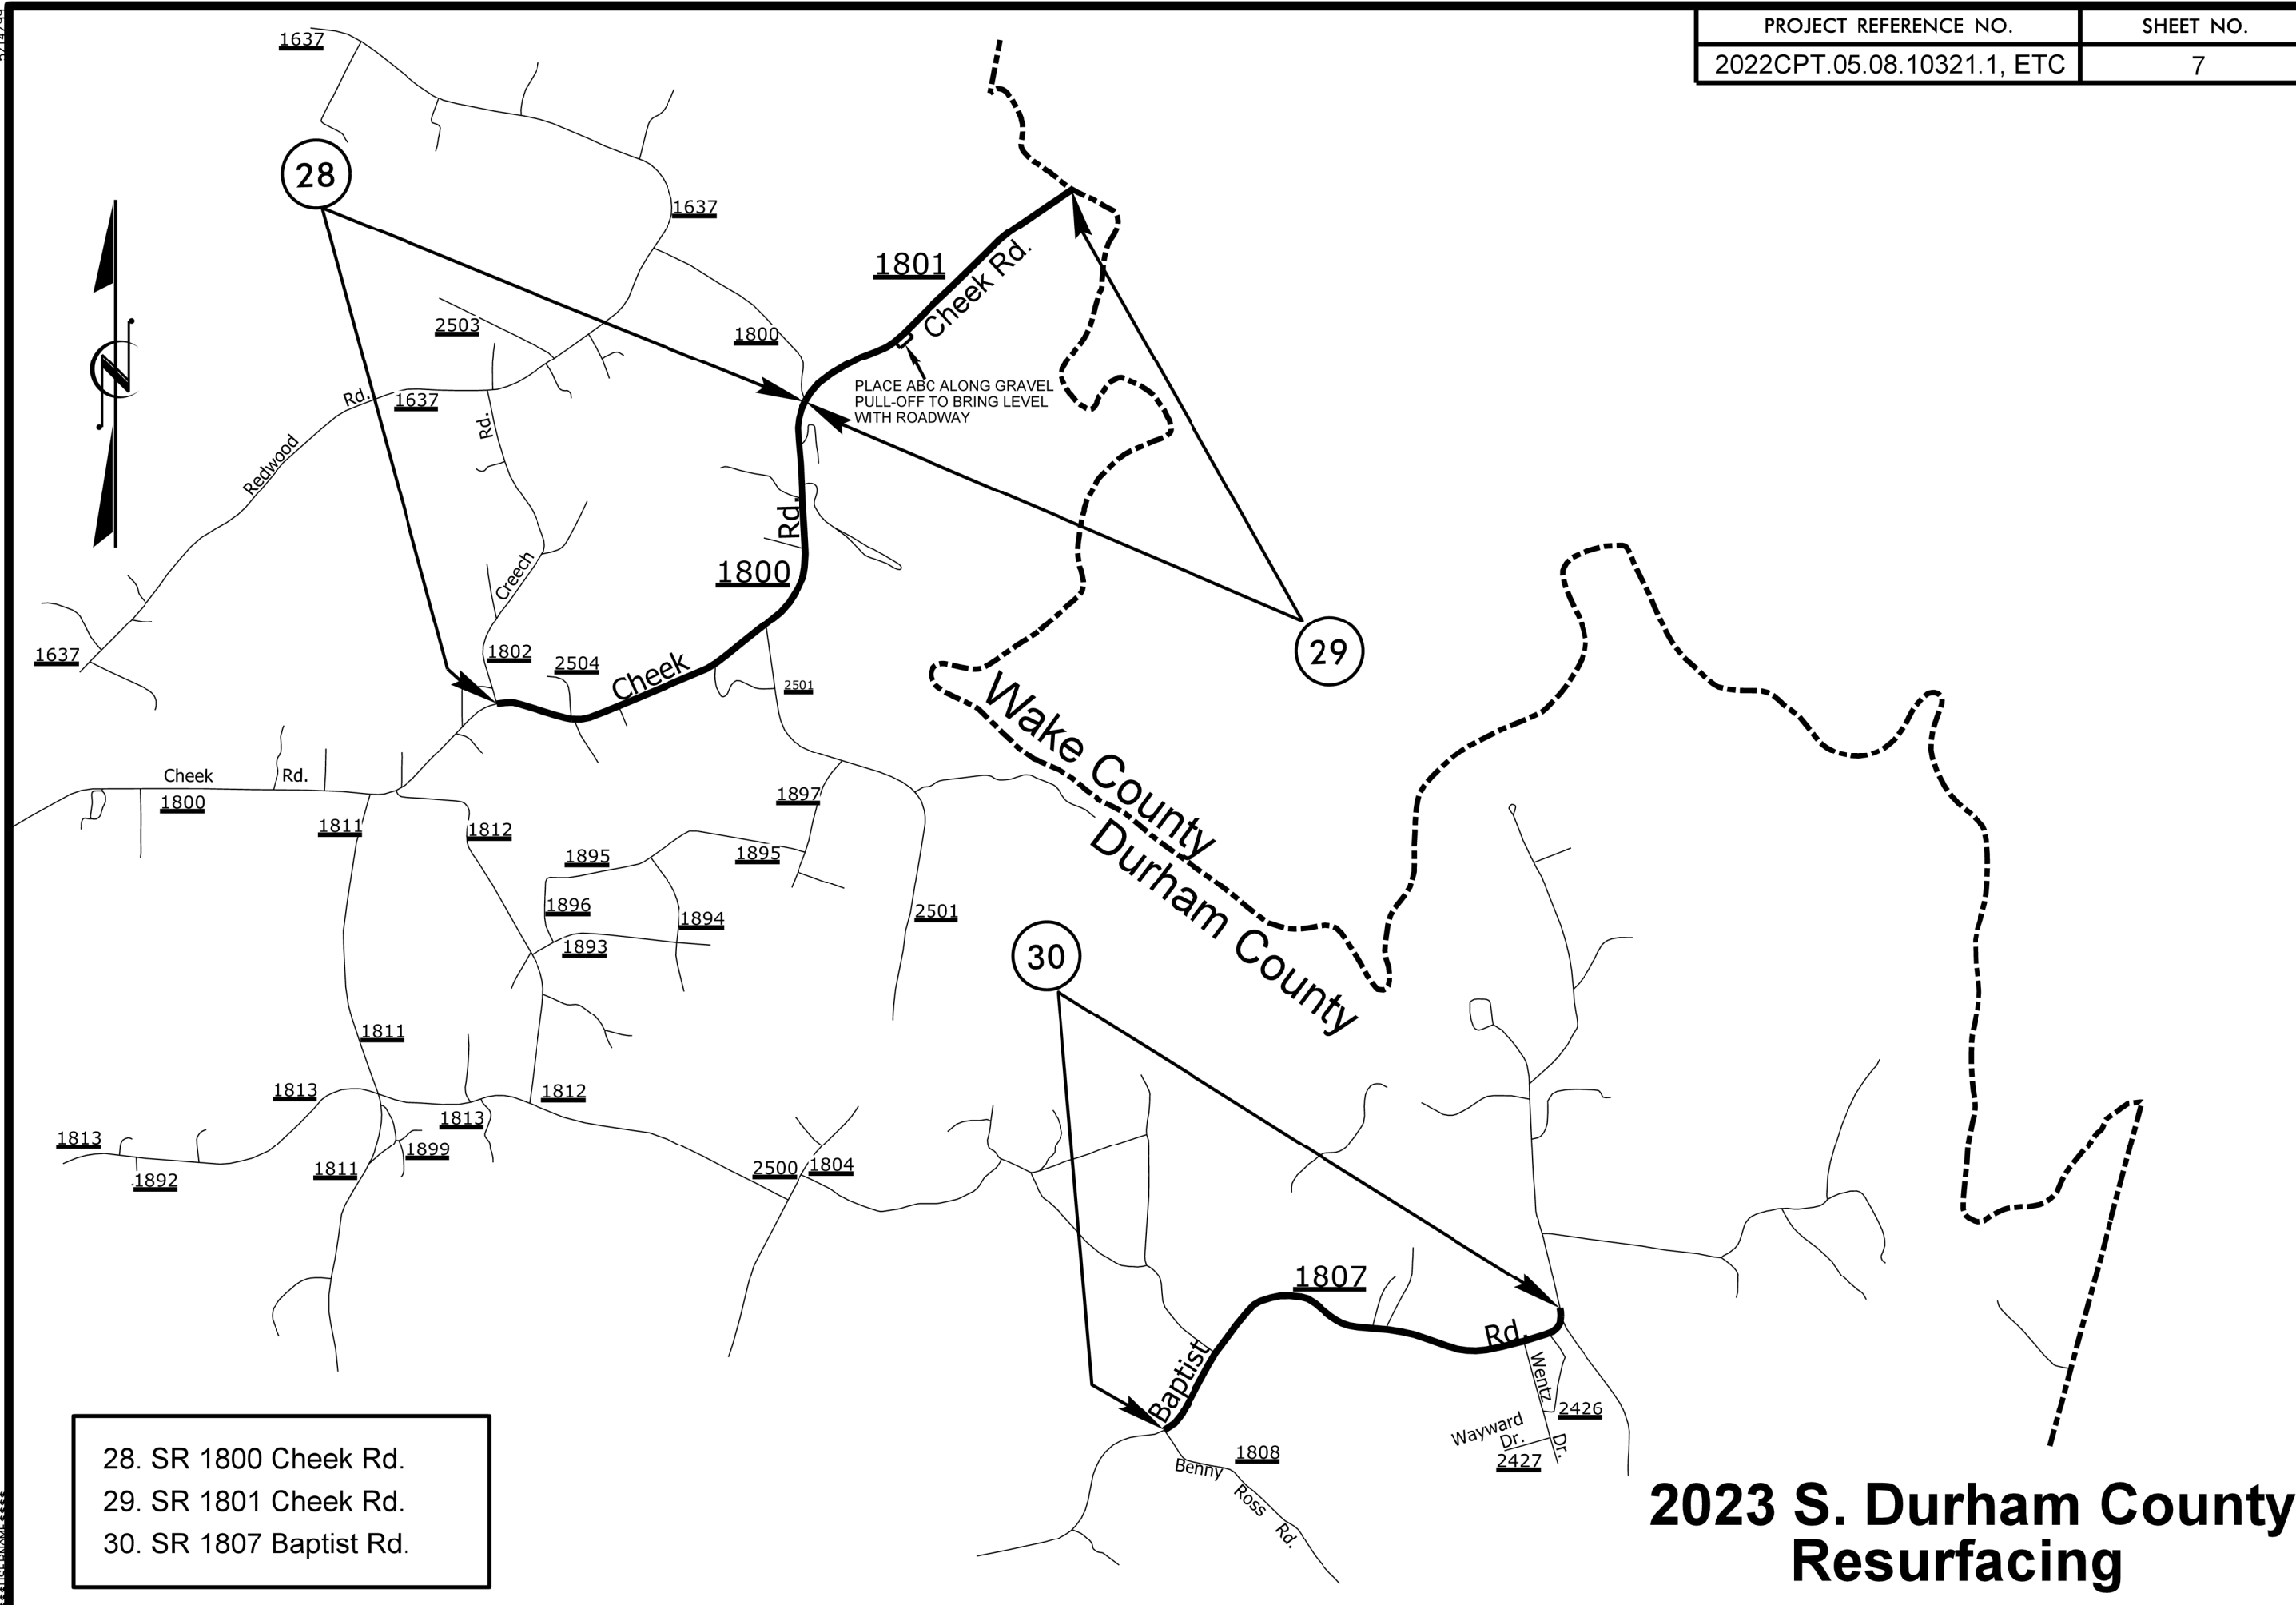 PROJECT REFERENCE NO.
SHEET NO.
2022CPT.05.08.10321.1, ETC
7
1637
28
1637
1801
Cheek Rd.
2503
1800
PLACE ABC ALONG GRAVEL
PULL-OFF TO BRING LEVEL
WITH ROADWAY
N
Redwood
Rd.
1637
Rd.
Creech
Rd.
1800
1637
1802
2504
Cheek
2501
29
Wake County
Durham County
Cheek
Rd.
1800
1811
1812
1897
1895
1895
1896
1894
1893
2501
30
1811
1813
1813
1812
1813
1892
1811
1899
2500
1804
1807
Baptist
Rd.
Wentz
Dr.
2426
Wayward
Dr.
2427
1808
Benny
Ross
Rd.
28. SR 1800 Cheek Rd.
29. SR 1801 Cheek Rd.
30. SR 1807 Baptist Rd.
2023 S. Durham County
Resurfacing